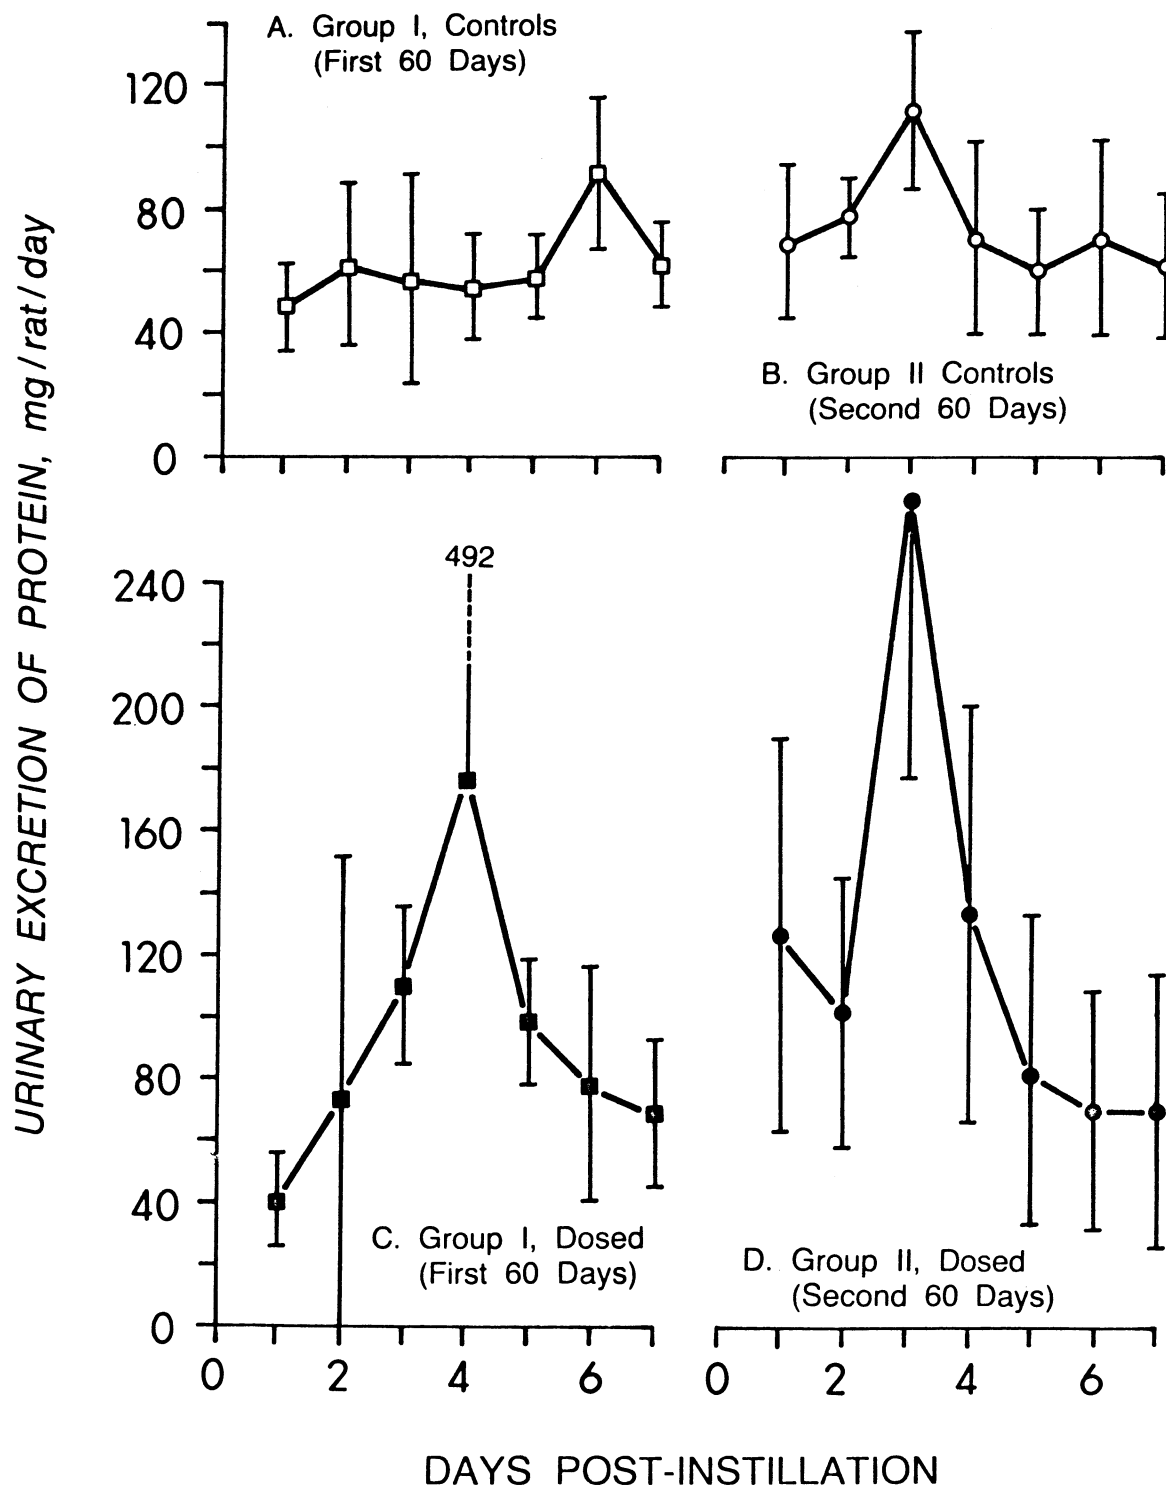 A. Group I, Controls
(First 60 Days)
120
80
40
0
B. Group II Controls
(Second 60 Days)
URINARY EXCRETION OF PROTEIN, mg/rat/day
492
240
200
160
120
80
40
0
C. Group I, Dosed
(First 60 Days)
D. Group II, Dosed
(Second 60 Days)
0 2 4 6
0 2 4 6
DAYS POST-INSTILLATION